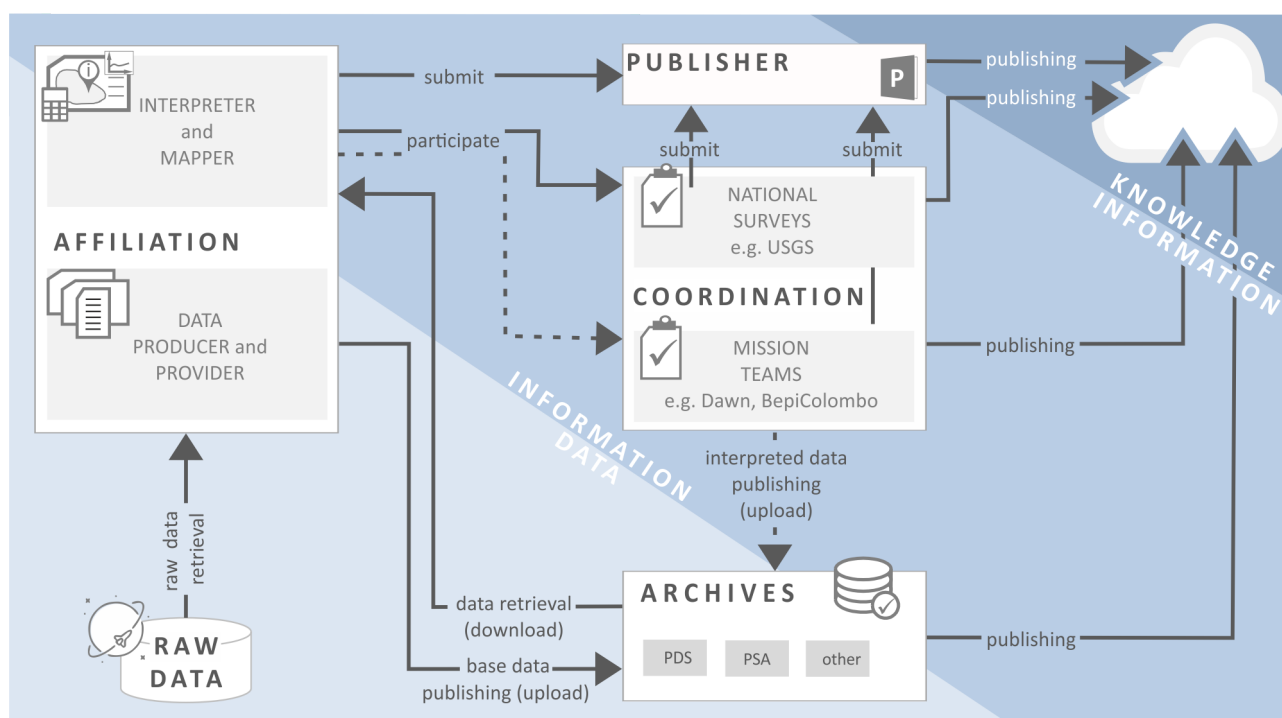 INTERPRETER
and
MAPPER
AFFILIATION
DATA
PRODUCER and
PROVIDER
raw data
retrieval
RAW
DATA
submit
participate
PUBLISHER
P
submit
submit
NATIONAL
SURVEYS
e.g. USGS
COORDINATION
MISSION
TEAMS
e.g. Dawn, BepiColombo
interpreted data
publishing
(upload)
INFORMATION
DATA
data retrieval
(download)
base data
publishing (upload)
ARCHIVES
PDS
PSA
other
publishing
publishing
publishing
publishing
KNOWLEDGE
INFORMATION